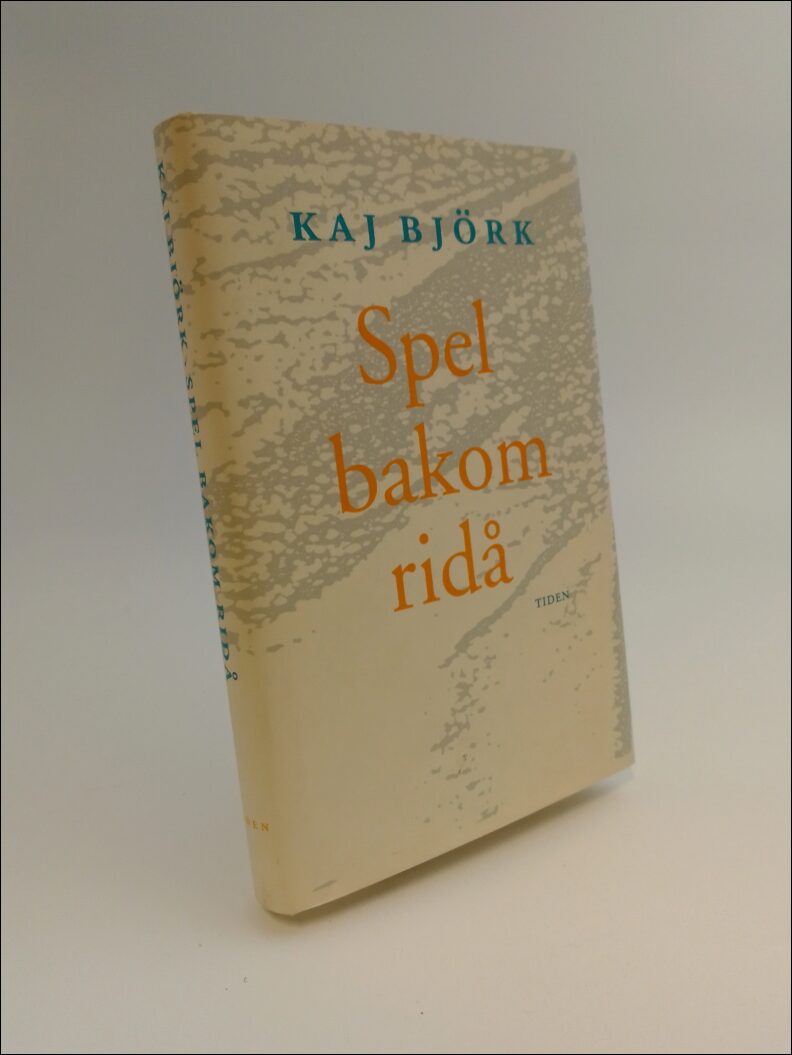 KAJ BJÖRK
Spel
bakom
ridå
TIDEN
KAJ BJÖRK · SPEL BAKOM RIDÅ